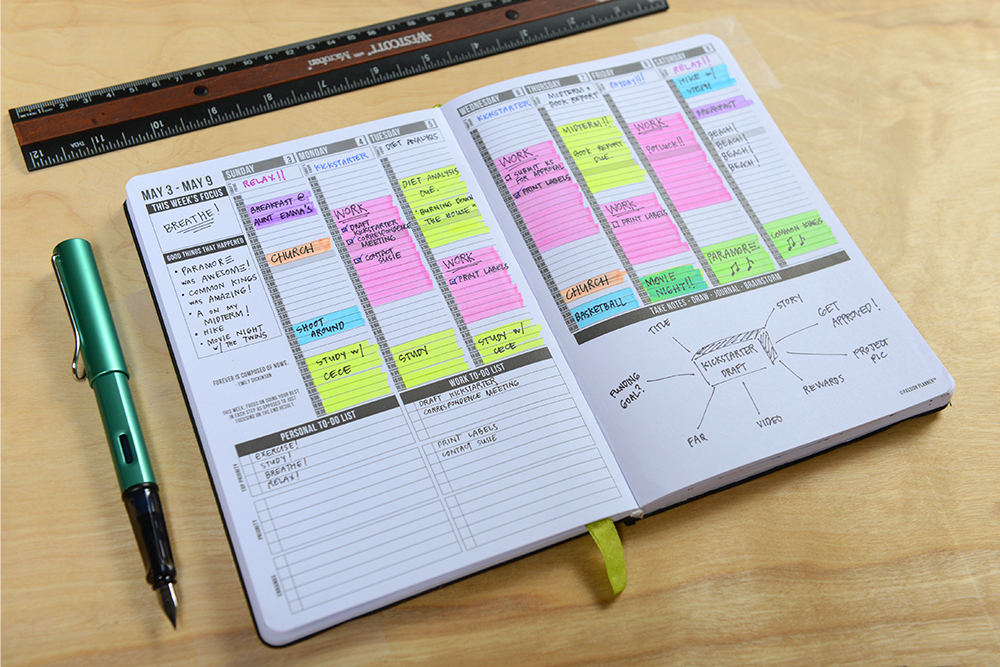 WESTCOTT
MAY 3 - MAY 9
THIS WEEK'S FOCUS
BREATHE!
GOOD THINGS THAT HAPPENED
• PARAMORE
WAS AWESOME!
• COMMON KINGS
WAS AMAZING!
• A ON MY
MIDTERM!
• HIKE
• MOVIE NIGHT
W/ THE TWINS
FOREVER IS COMPOSED OF NOWS.
- EMILY DICKINSON
THIS WEEK, FOCUS ON DOING YOUR BEST
IN EACH STEP AS OPPOSED TO JUST
FOCUSING ON THE END RESULT.
SUNDAY 3
RELAX!!
BREAKFAST @
AUNT EMMA'S
CHURCH
SHOOT
AROUND
STUDY W/
CECE
MONDAY 4
KICKSTARTER
WORK
DRAFT
KICKSTARTER
CORRESPONDENCE
MEETING
CONTACT
SUSIE
STUDY
TUESDAY 5
DIET ANALYSIS
DIET ANALYSIS
DUE.
"BURNING DOWN
THE HOUSE"
WORK
PRINT LABELS
STUDY W/
CECE
PERSONAL TO-DO LIST
TOP PRIORITY
EXERCISE!
STUDY!
BREATHE!
RELAX!
PRIORITY
ERRANDS
WORK TO-DO LIST
DRAFT KICKSTARTER
CORRESPONDENCE MEETING
PRINT LABELS
CONTACT SUSIE
WEDNESDAY
KICKSTARTER
WORK
SUBMIT KS
FOR APPROVAL
PRINT LABELS
CHURCH
BASKETBALL
THURSDAY 7
MIDTERM +
BOOK REPORT
MIDTERM!!
BOOK REPORT
DUE.
WORK
PRINT LABELS
MOVIE
NIGHT!!
FRIDAY
PAYDAY!!!
WORK
POTLUCK!!
PARAMORE
SATURDAY
RELAX!!
HIKE W/
BREAKFAST
BEACH!
BEACH!
BEACH!
BEACH!
COMMON KINGS
TAKE NOTES - DRAW - JOURNAL - BRAINSTORM
KICKSTARTER
DRAFT
TITLE
STORY
GET
APPROVED!!
PROJECT
PIC
REWARDS
VIDEO
FAQ
FUNDING
GOAL?
PASSION PLANNER